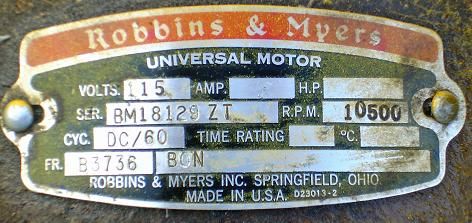 Robbins & Myers
UNIVERSAL MOTOR
VOLTS. 115 AMP. H.P.
SER. BM18129 ZT R.P.M. 10500
CYC. DC/60 TIME RATING °C.
FR. B3736 BCN
ROBBINS & MYERS INC. SPRINGFIELD, OHIO
MADE IN U.S.A. D23013-2